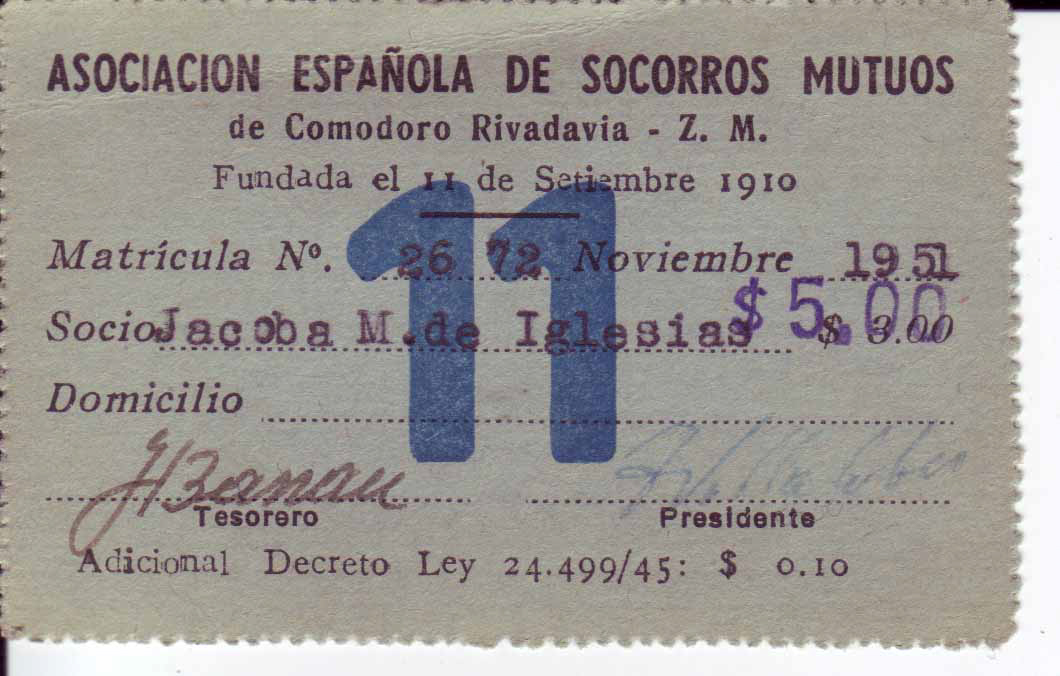 ASOCIACION ESPAÑOLA DE SOCORROS MUTUOS
de Comodoro Rivadavia - Z. M.
Fundada el 11 de Setiembre 1910
11
Matrícula Nº. 26 72 Noviembre 1951
Socio Jacoba M. de Iglesias $ 3.00
$ 5.00
Domicilio
Tesorero Presidente
Adicional Decreto Ley 24.499/45: $ 0.10